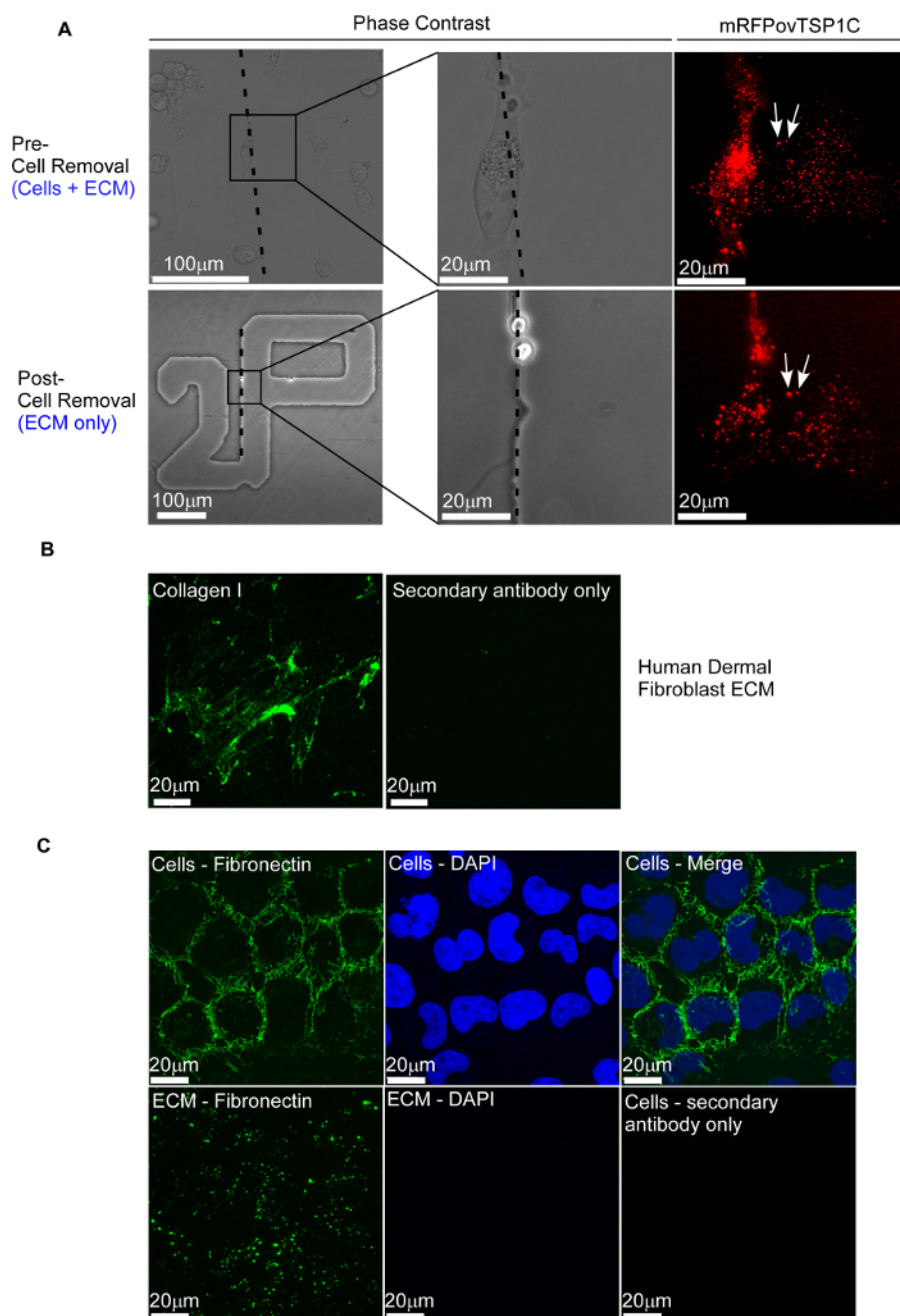 A
Phase Contrast
mRFPovTSP1C
Pre-
Cell Removal
(Cells + ECM)
100µm
20µm
20µm
Post-
Cell Removal
(ECM only)
2P
100µm
20µm
20µm
B
Collagen I
Secondary antibody only
20µm
20µm
Human Dermal
Fibroblast ECM
C
Cells - Fibronectin
Cells - DAPI
Cells - Merge
20µm
20µm
20µm
ECM - Fibronectin
ECM - DAPI
Cells - secondary
antibody only
20µm
20µm
20µm